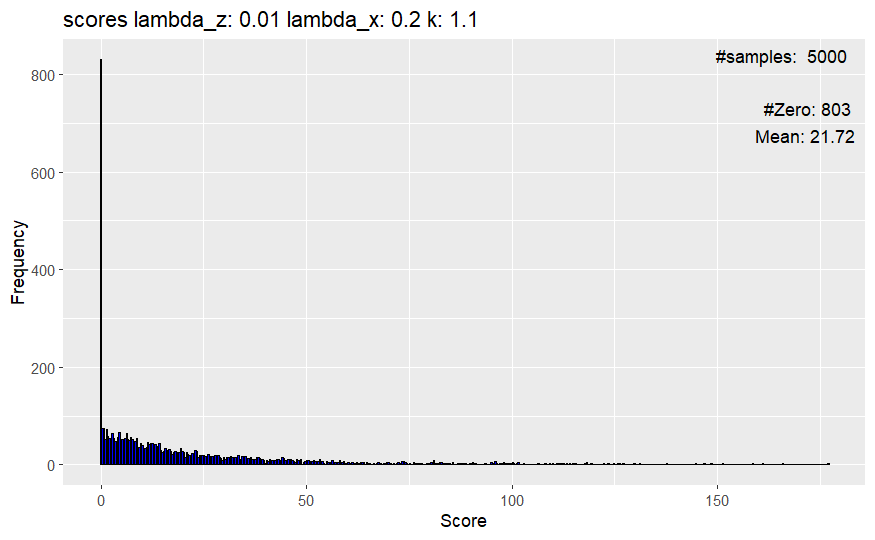 scores lambda_z: 0.01 lambda_x: 0.2 k: 1.1
#samples:  5000
#Zero: 803
Mean: 21.72
800
600
400
200
0
Frequency
0
50
100
150
Score